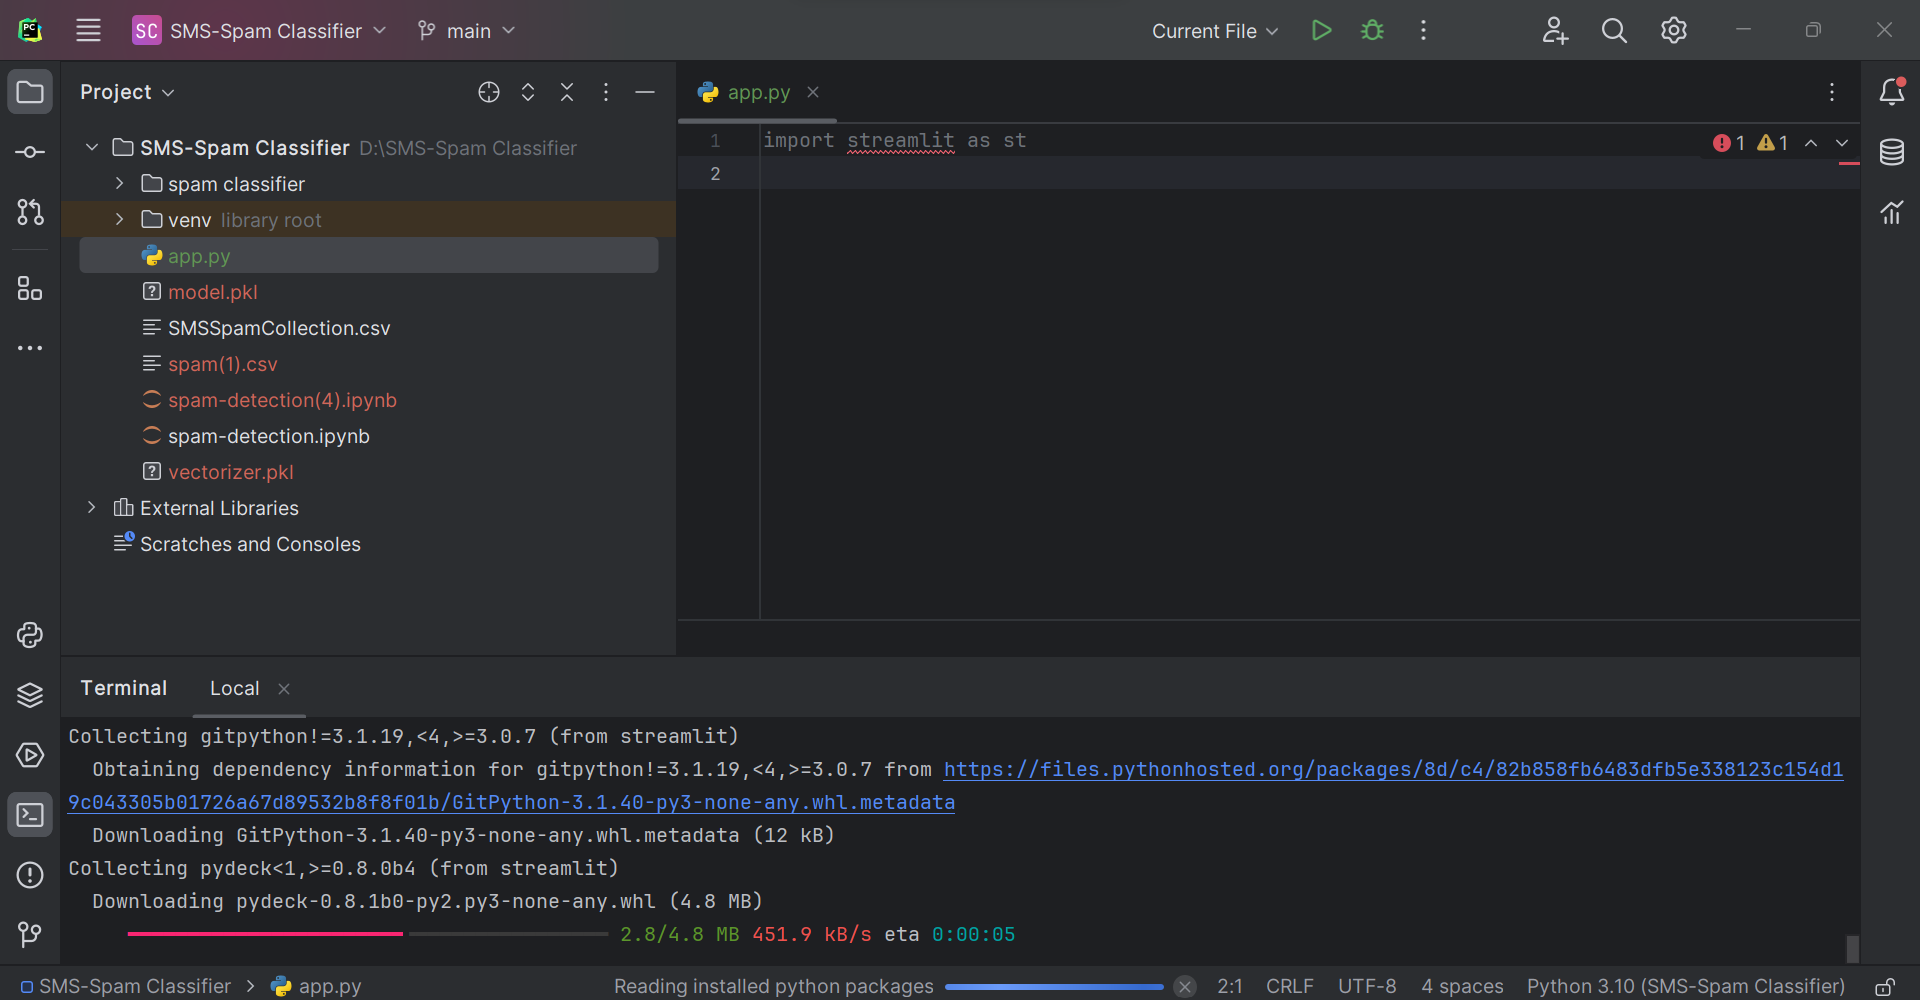 PC
SC SMS-Spam Classifier main Current File
Project
app.py
SMS-Spam Classifier D:\SMS-Spam Classifier
spam classifier
venv library root
app.py
model.pkl
SMSSpamCollection.csv
spam(1).csv
spam-detection(4).ipynb
spam-detection.ipynb
vectorizer.pkl
External Libraries
Scratches and Consoles
1 import streamlit as st
2
1 1
Terminal Local
Collecting gitpython!=3.1.19,<4,>=3.0.7 (from streamlit)
Obtaining dependency information for gitpython!=3.1.19,<4,>=3.0.7 from https://files.pythonhosted.org/packages/8d/c4/82b858fb6483dfb5e338123c154d1
9c043305b01726a67d89532b8f8f01b/GitPython-3.1.40-py3-none-any.whl.metadata
Downloading GitPython-3.1.40-py3-none-any.whl.metadata (12 kB)
Collecting pydeck<1,>=0.8.0b4 (from streamlit)
Downloading pydeck-0.8.1b0-py2.py3-none-any.whl (4.8 MB)
2.8/4.8 MB 451.9 kB/s eta 0:00:05
SMS-Spam Classifier > app.py Reading installed python packages 2:1 CRLF UTF-8 4 spaces Python 3.10 (SMS-Spam Classifier)